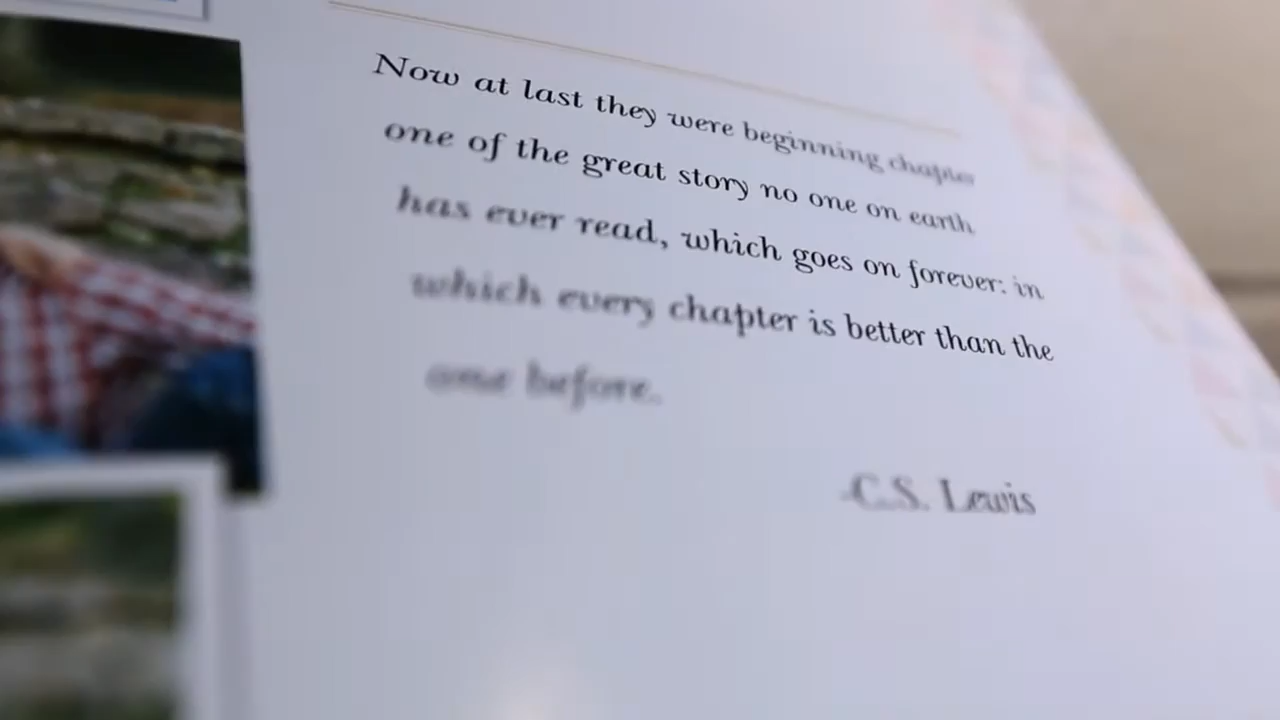 Now at last they were beginning chapter
one of the great story no one on earth
has ever read, which goes on forever: in
which every chapter is better than the
one before.
-C.S. Lewis